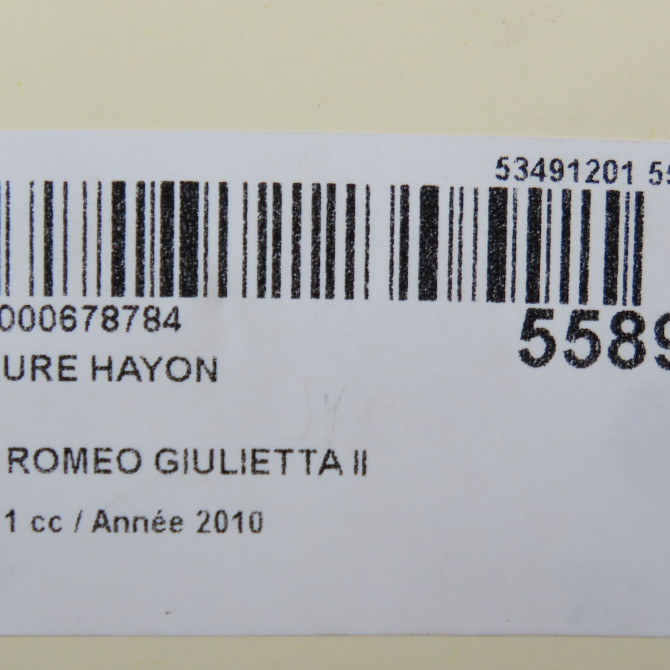 53491201 55
000678784
5589
URE HAYON
ROMEO GIULIETTA II
1 cc / Année 2010